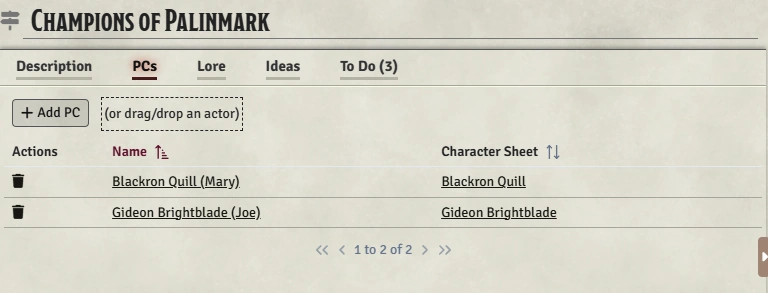 Champions of Palinmark
Description PCs Lore Ideas To Do (3)
+ Add PC (or drag/drop an actor)
Actions Name Character Sheet
Blackron Quill (Mary) Blackron Quill
Gideon Brightblade (Joe) Gideon Brightblade
« ‹ 1 to 2 of 2 › »